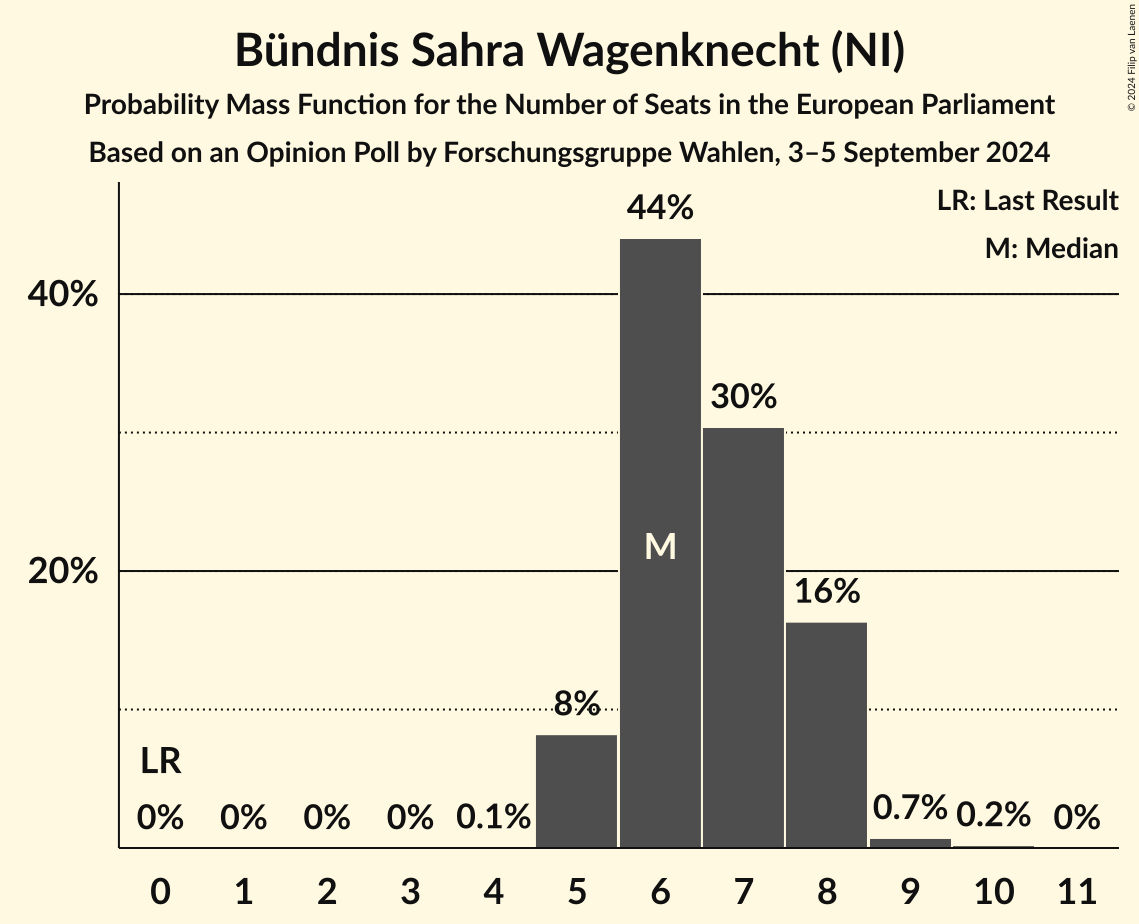 Bündnis Sahra Wagenknecht (NI)
Probability Mass Function for the Number of Seats in the European Parliament
Based on an Opinion Poll by Forschungsgruppe Wahlen, 3–5 September 2024
© 2024 Filip van Laenen
LR: Last Result
M: Median
44%
40%
30%
M
20%
16%
8%
LR
0% 0% 0% 0% 0.1% 0.7% 0.2% 0%
0 1 2 3 4 5 6 7 8 9 10 11